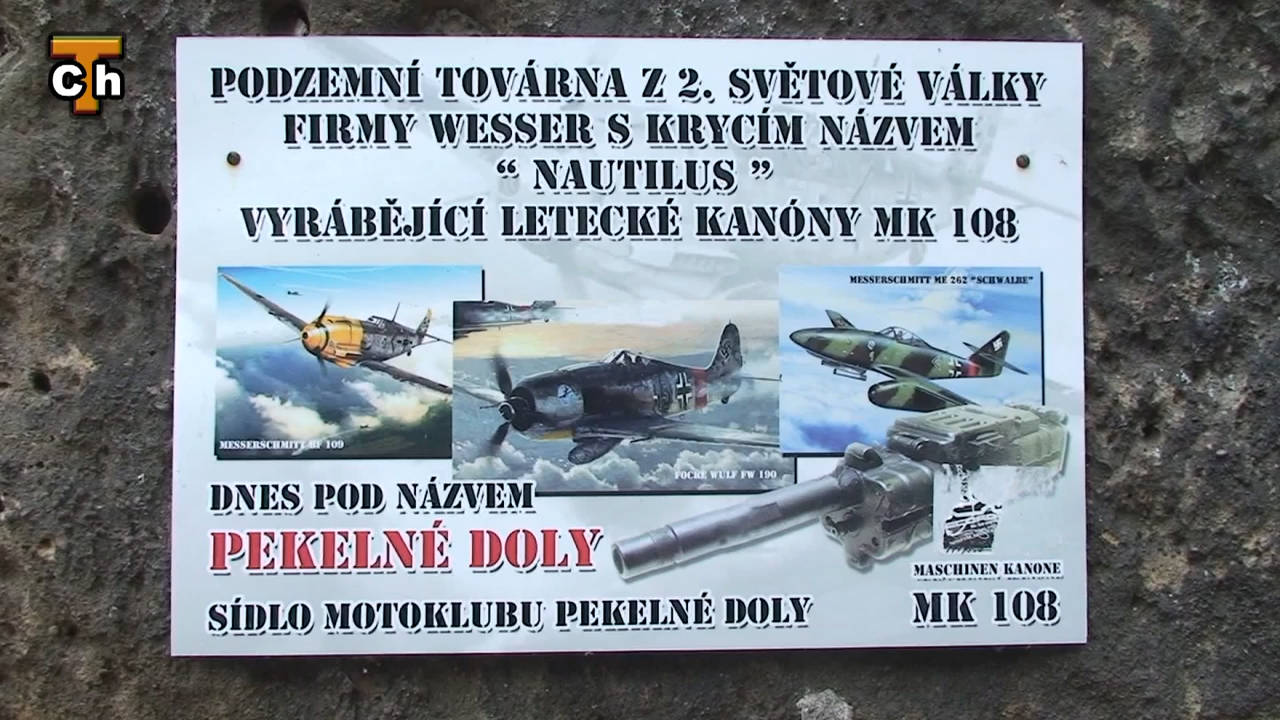 T
Ch
PODZEMNÍ TOVÁRNA Z 2. SVĚTOVÉ VÁLKY
FIRMY WESSER S KRYCÍM NÁZVEM
“ NAUTILUS ”
VYRÁBĚJÍCÍ LETECKÉ KANÓNY MK 108
MESSERSCHMITT BF 109
FOCKE WULF FW 190
MESSERSCHMITT ME 262 "SCHWALBE"
DNES POD NÁZVEM
PEKELNÉ DOLY
SÍDLO MOTOKLUBU PEKELNÉ DOLY
MASCHINEN KANONE
MK 108